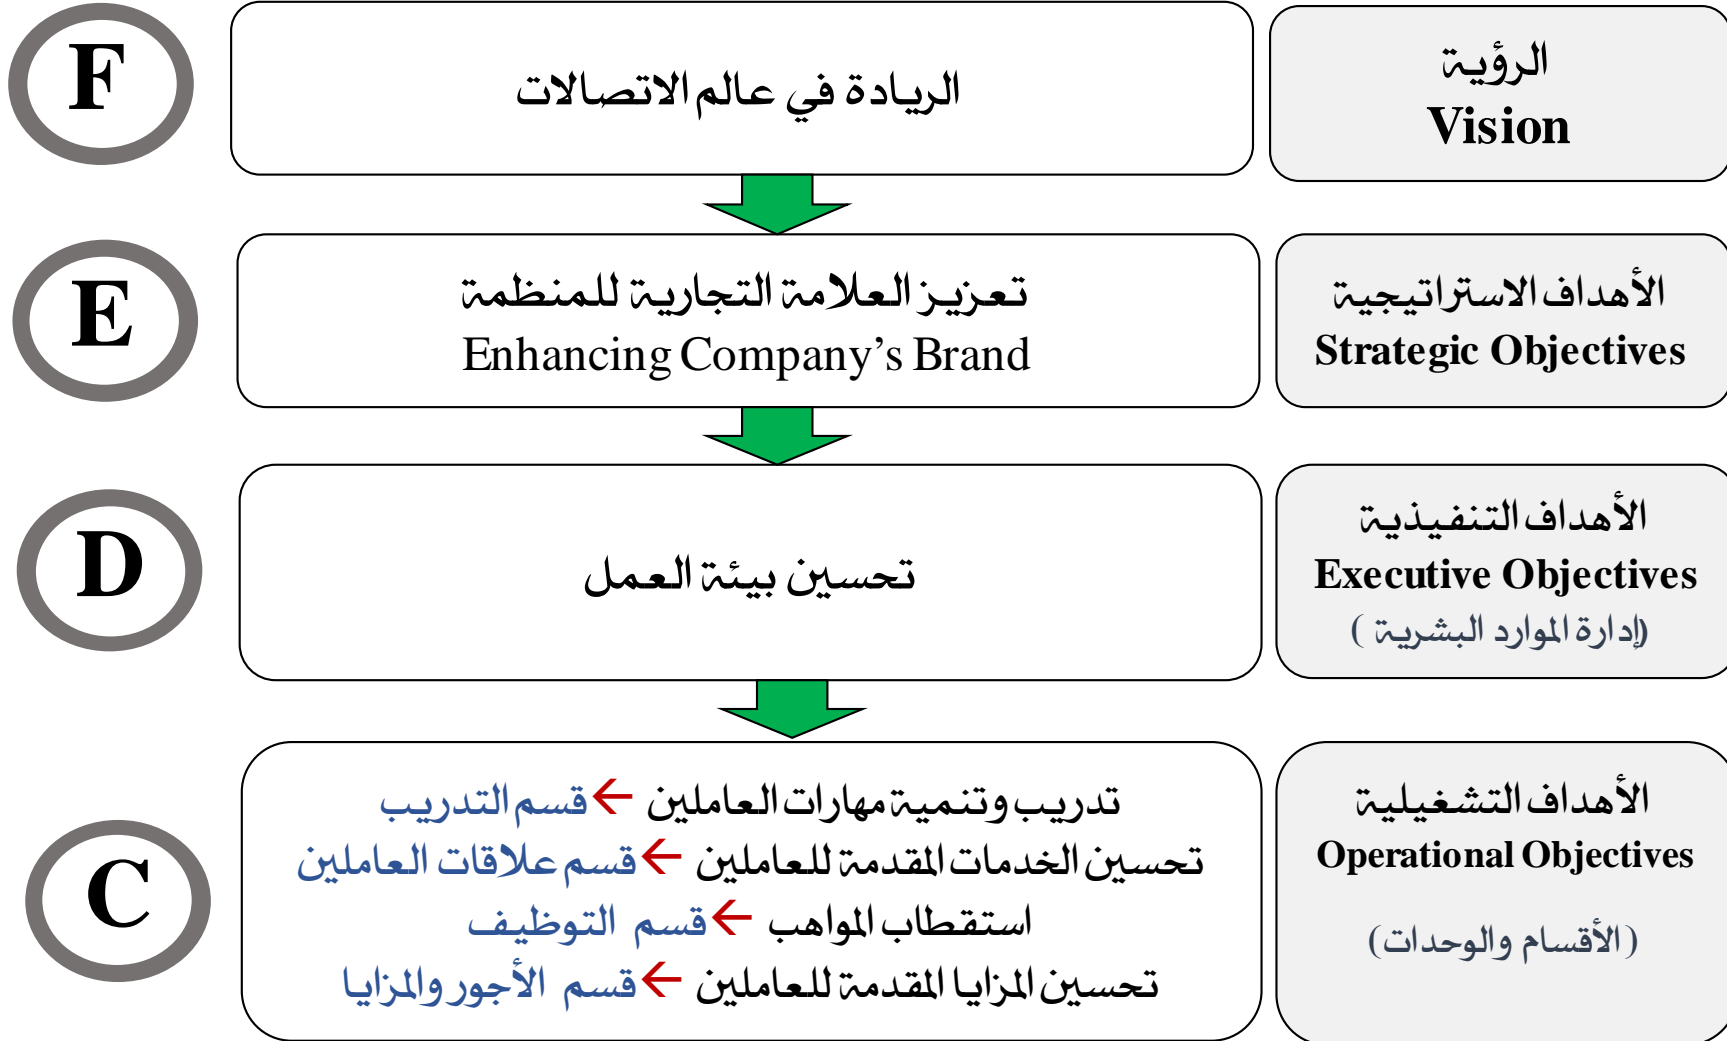 F
الريادة في عالم الاتصالات
الرؤية
Vision
E
تعزيز العلامة التجارية للمنظمة
Enhancing Company’s Brand
الأهداف الاستراتيجية
Strategic Objectives
D
تحسين بيئة العمل
الأهداف التنفيذية
Executive Objectives
(إدارة الموارد البشرية )
C
تدريب وتنمية مهارات العاملين ← قسم التدريب
تحسين الخدمات المقدمة للعاملين ← قسم علاقات العاملين
استقطاب المواهب ← قسم التوظيف
تحسين المزايا المقدمة للعاملين ← قسم الأجور والمزايا
الأهداف التشغيلية
Operational Objectives
(الأقسام والوحدات)